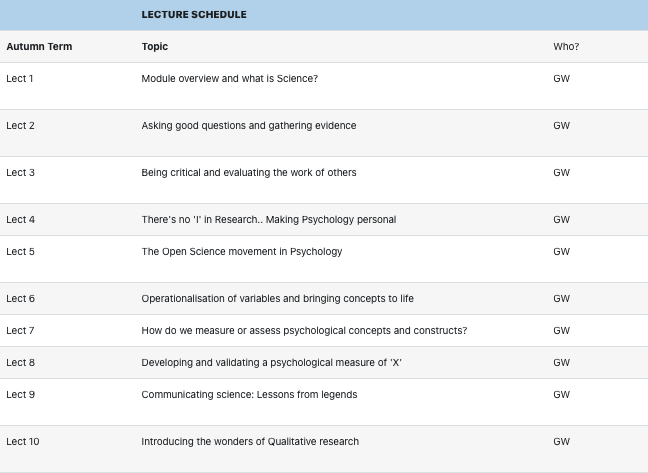 LECTURE SCHEDULE
Autumn Term Topic Who?
Lect 1 Module overview and what is Science? GW
Lect 2 Asking good questions and gathering evidence GW
Lect 3 Being critical and evaluating the work of others GW
Lect 4 There's no 'I' in Research.. Making Psychology personal GW
Lect 5 The Open Science movement in Psychology GW
Lect 6 Operationalisation of variables and bringing concepts to life GW
Lect 7 How do we measure or assess psychological concepts and constructs? GW
Lect 8 Developing and validating a psychological measure of 'X' GW
Lect 9 Communicating science: Lessons from legends GW
Lect 10 Introducing the wonders of Qualitative research GW